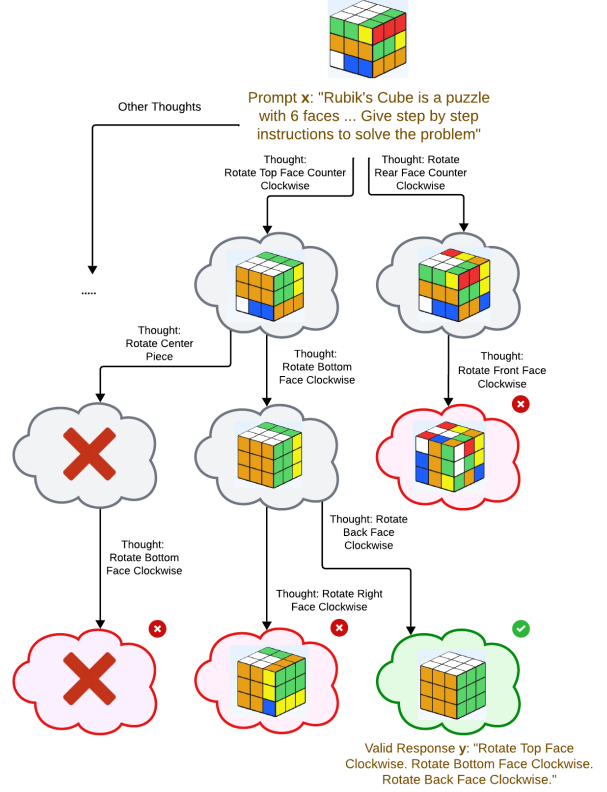 Prompt x: "Rubik's Cube is a puzzle
with 6 faces ... Give step by step
instructions to solve the problem"
Other Thoughts
Thought:
Rotate Top Face Counter
Clockwise
Thought: Rotate
Rear Face Counter
Clockwise
.....
Thought:
Rotate Center
Piece
Thought:
Rotate Bottom
Face Clockwise
Thought:
Rotate Front Face
Clockwise
Thought: Rotate
Back Face
Clockwise
Thought:
Rotate Bottom
Face Clockwise
Thought: Rotate Right
Face Clockwise
Valid Response y: "Rotate Top Face
Clockwise. Rotate Bottom Face Clockwise.
Rotate Back Face Clockwise."